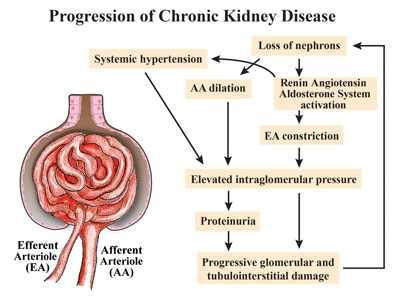 Progression of Chronic Kidney Disease
Loss of nephrons
Systemic hypertension
AA dilation
Renin Angiotensin
Aldosterone System
activation
EA constriction
Elevated intraglomerular pressure
Proteinuria
Efferent
Arteriole
(EA)
Afferent
Arteriole
(AA)
Progressive glomerular and
tubulointerstitial damage